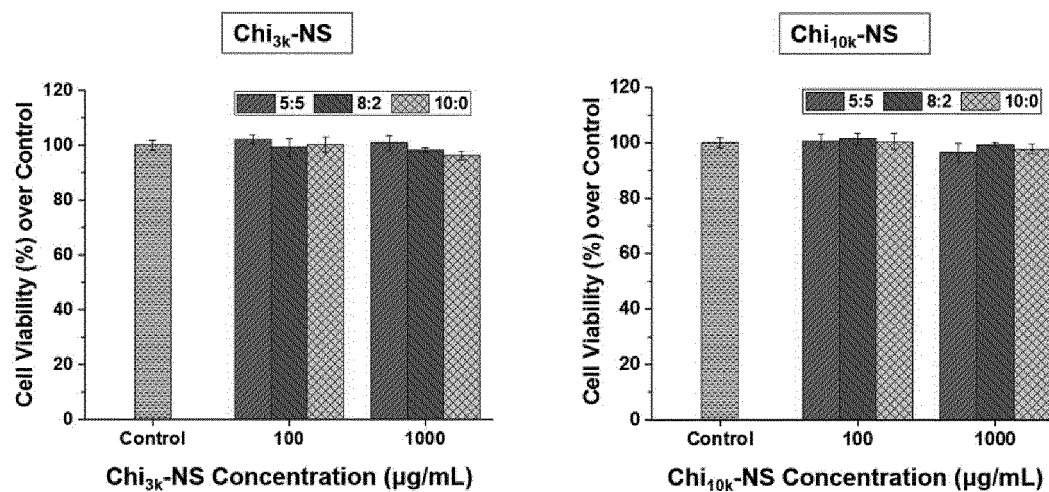 Chi₃ₖ-NS
Cell Viability (%) over Control
120
100
80
60
40
20
0
5:5 8:2 10:0
Control 100 1000
Chi₃ₖ-NS Concentration (µg/mL)
Chi₁₀ₖ-NS
Cell Viability (%) over Control
120
100
80
60
40
20
0
5:5 8:2 10:0
Control 100 1000
Chi₁₀ₖ-NS Concentration (µg/mL)